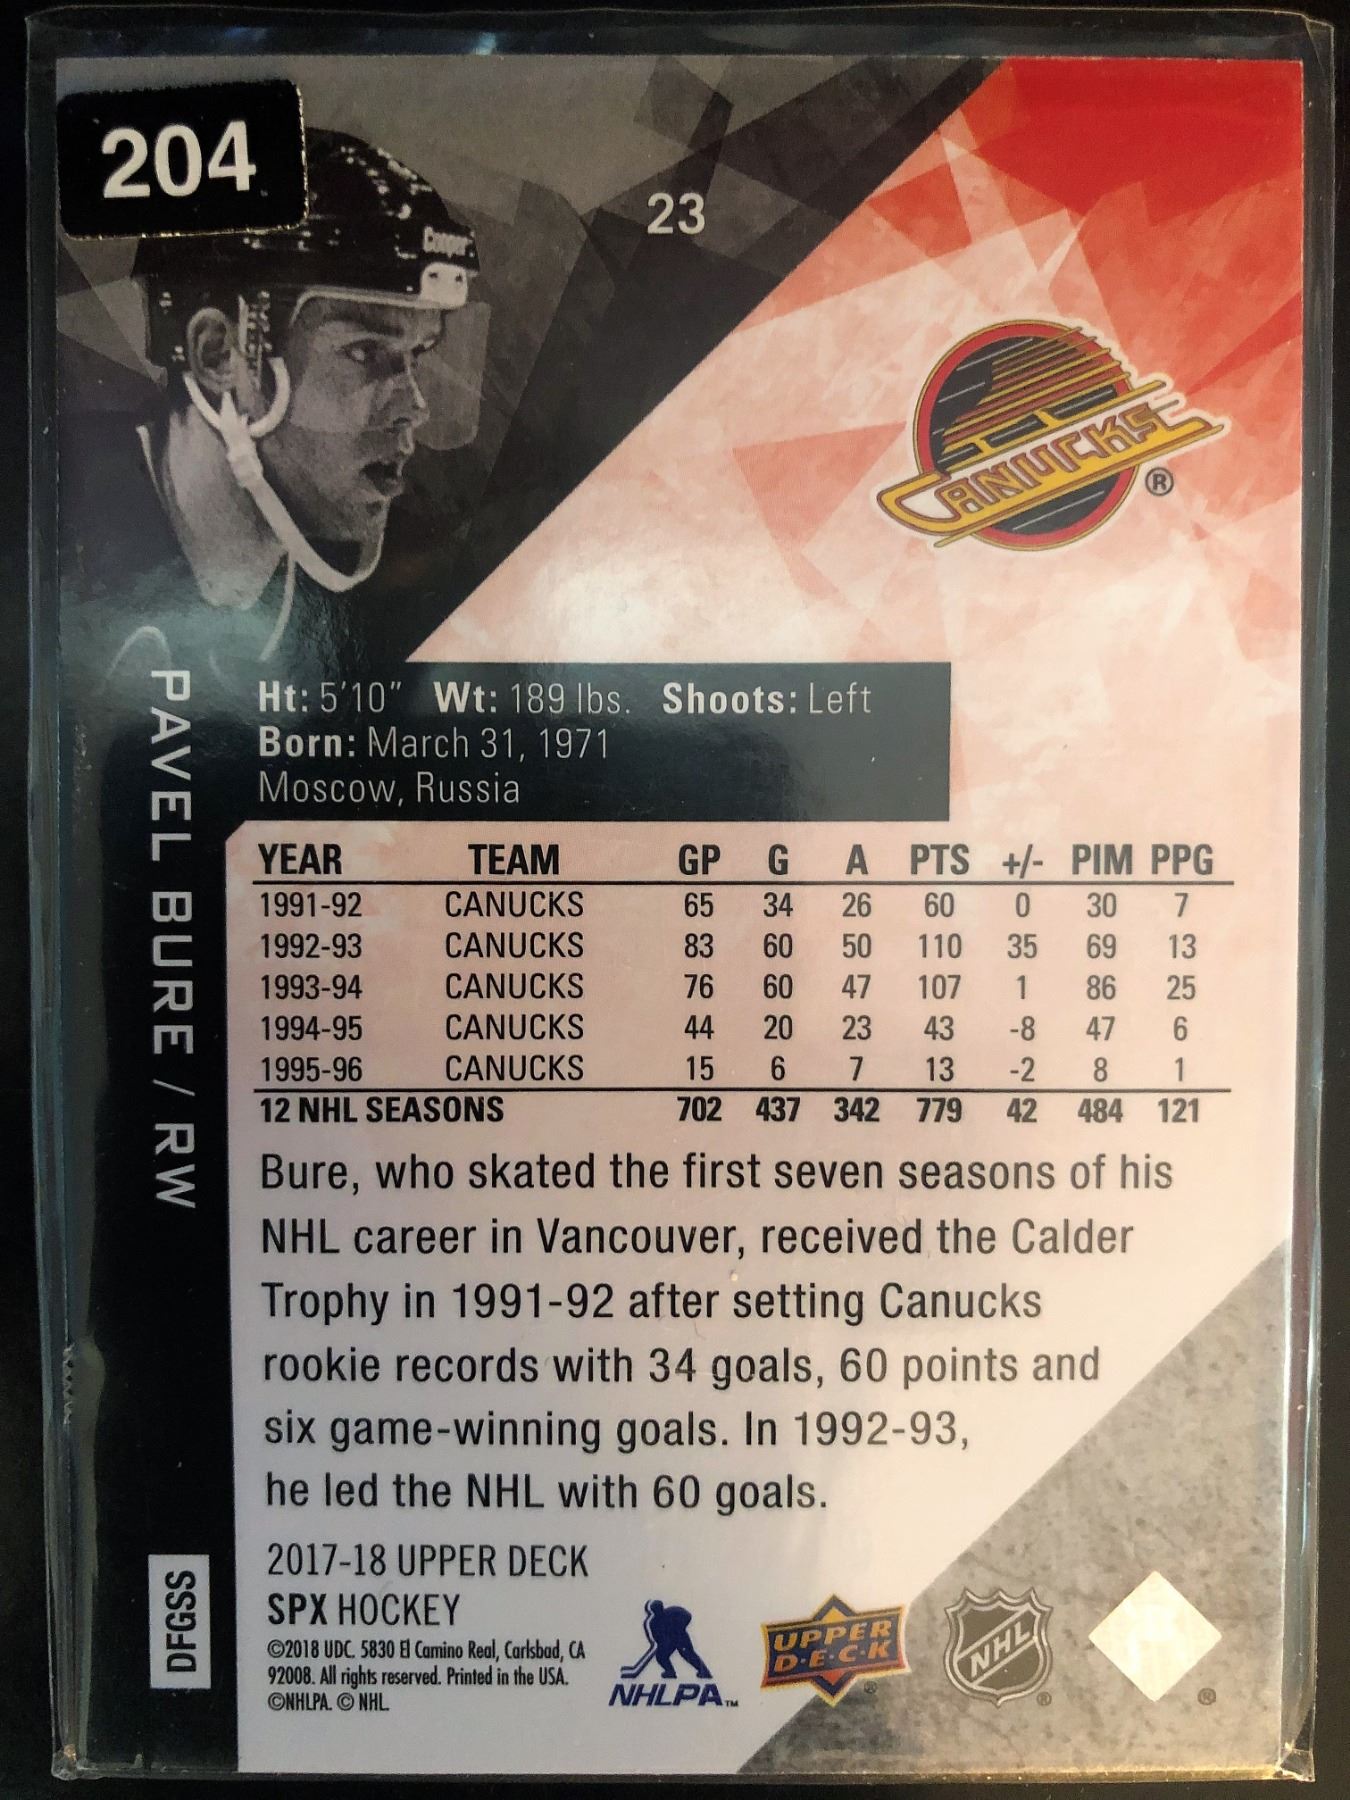 204
23
Cooper
CANUCKS
®
PAVEL BURE / RW
Ht: 5'10" Wt: 189 lbs. Shoots: Left
Born: March 31, 1971
Moscow, Russia
YEAR TEAM GP G A PTS +/- PIM PPG
1991-92 CANUCKS 65 34 26 60 0 30 7
1992-93 CANUCKS 83 60 50 110 35 69 13
1993-94 CANUCKS 76 60 47 107 1 86 25
1994-95 CANUCKS 44 20 23 43 -8 47 6
1995-96 CANUCKS 15 6 7 13 -2 8 1
12 NHL SEASONS 702 437 342 779 42 484 121
Bure, who skated the first seven seasons of his
NHL career in Vancouver, received the Calder
Trophy in 1991-92 after setting Canucks
rookie records with 34 goals, 60 points and
six game-winning goals. In 1992-93,
he led the NHL with 60 goals.
DFGSS
2017-18 UPPER DECK
SPX HOCKEY
©2018 UDC. 5830 El Camino Real, Carlsbad, CA
92008. All rights reserved. Printed in the USA.
©NHLPA. © NHL.
NHLPA™
UPPER
D·E·C·K
®
NHL
®
®